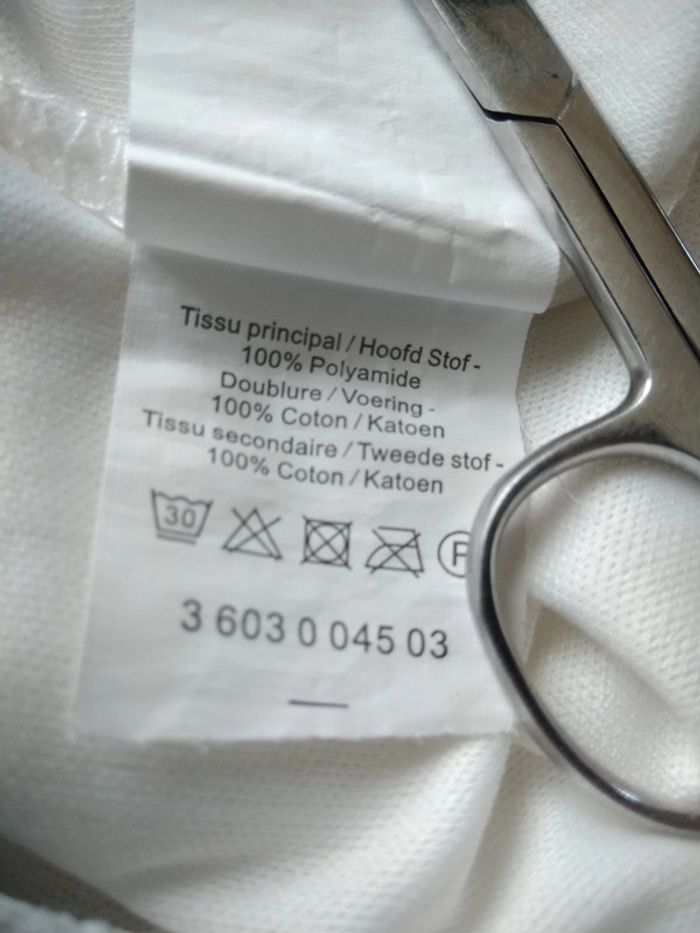 Tissu principal / Hoofd Stof -
100% Polyamide
Doublure / Voering -
100% Coton / Katoen
Tissu secondaire / Tweede stof -
100% Coton / Katoen
30 F
3 603 0 045 03